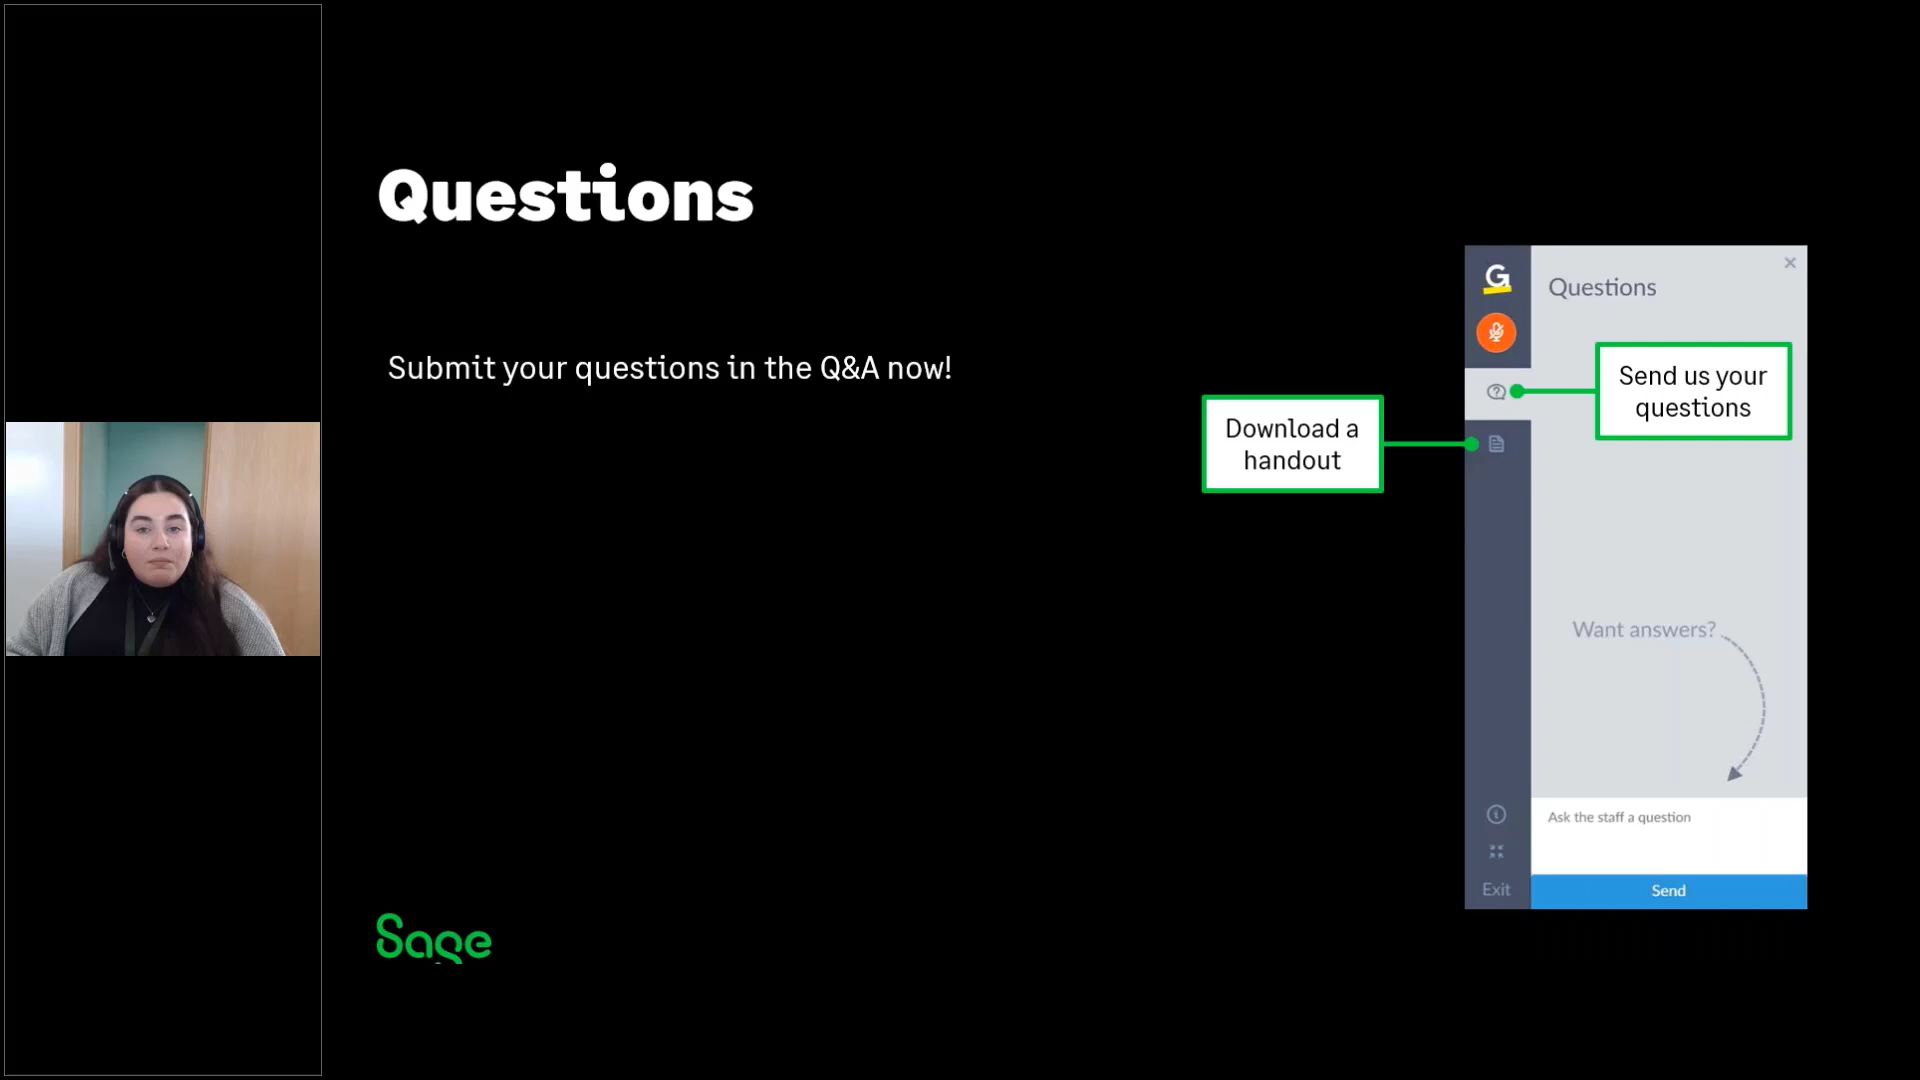 Questions
Submit your questions in the Q&A now!
Download a
handout
G
Questions
Send us your
questions
Want answers?
Ask the staff a question
Exit
Send
Sage